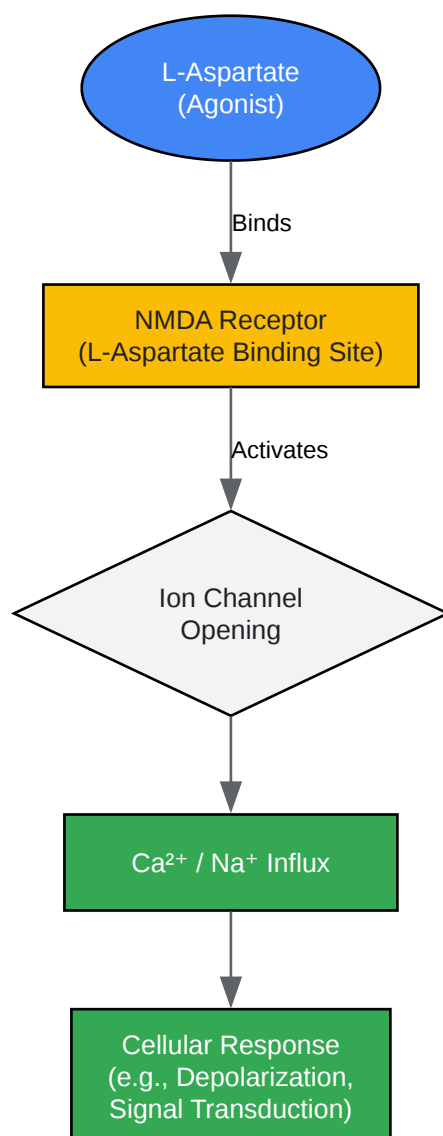 L-Aspartate
(Agonist)
Binds
NMDA Receptor
(L-Aspartate Binding Site)
Activates
Ion Channel
Opening
Ca²⁺ / Na⁺ Influx
Cellular Response
(e.g., Depolarization,
Signal Transduction)